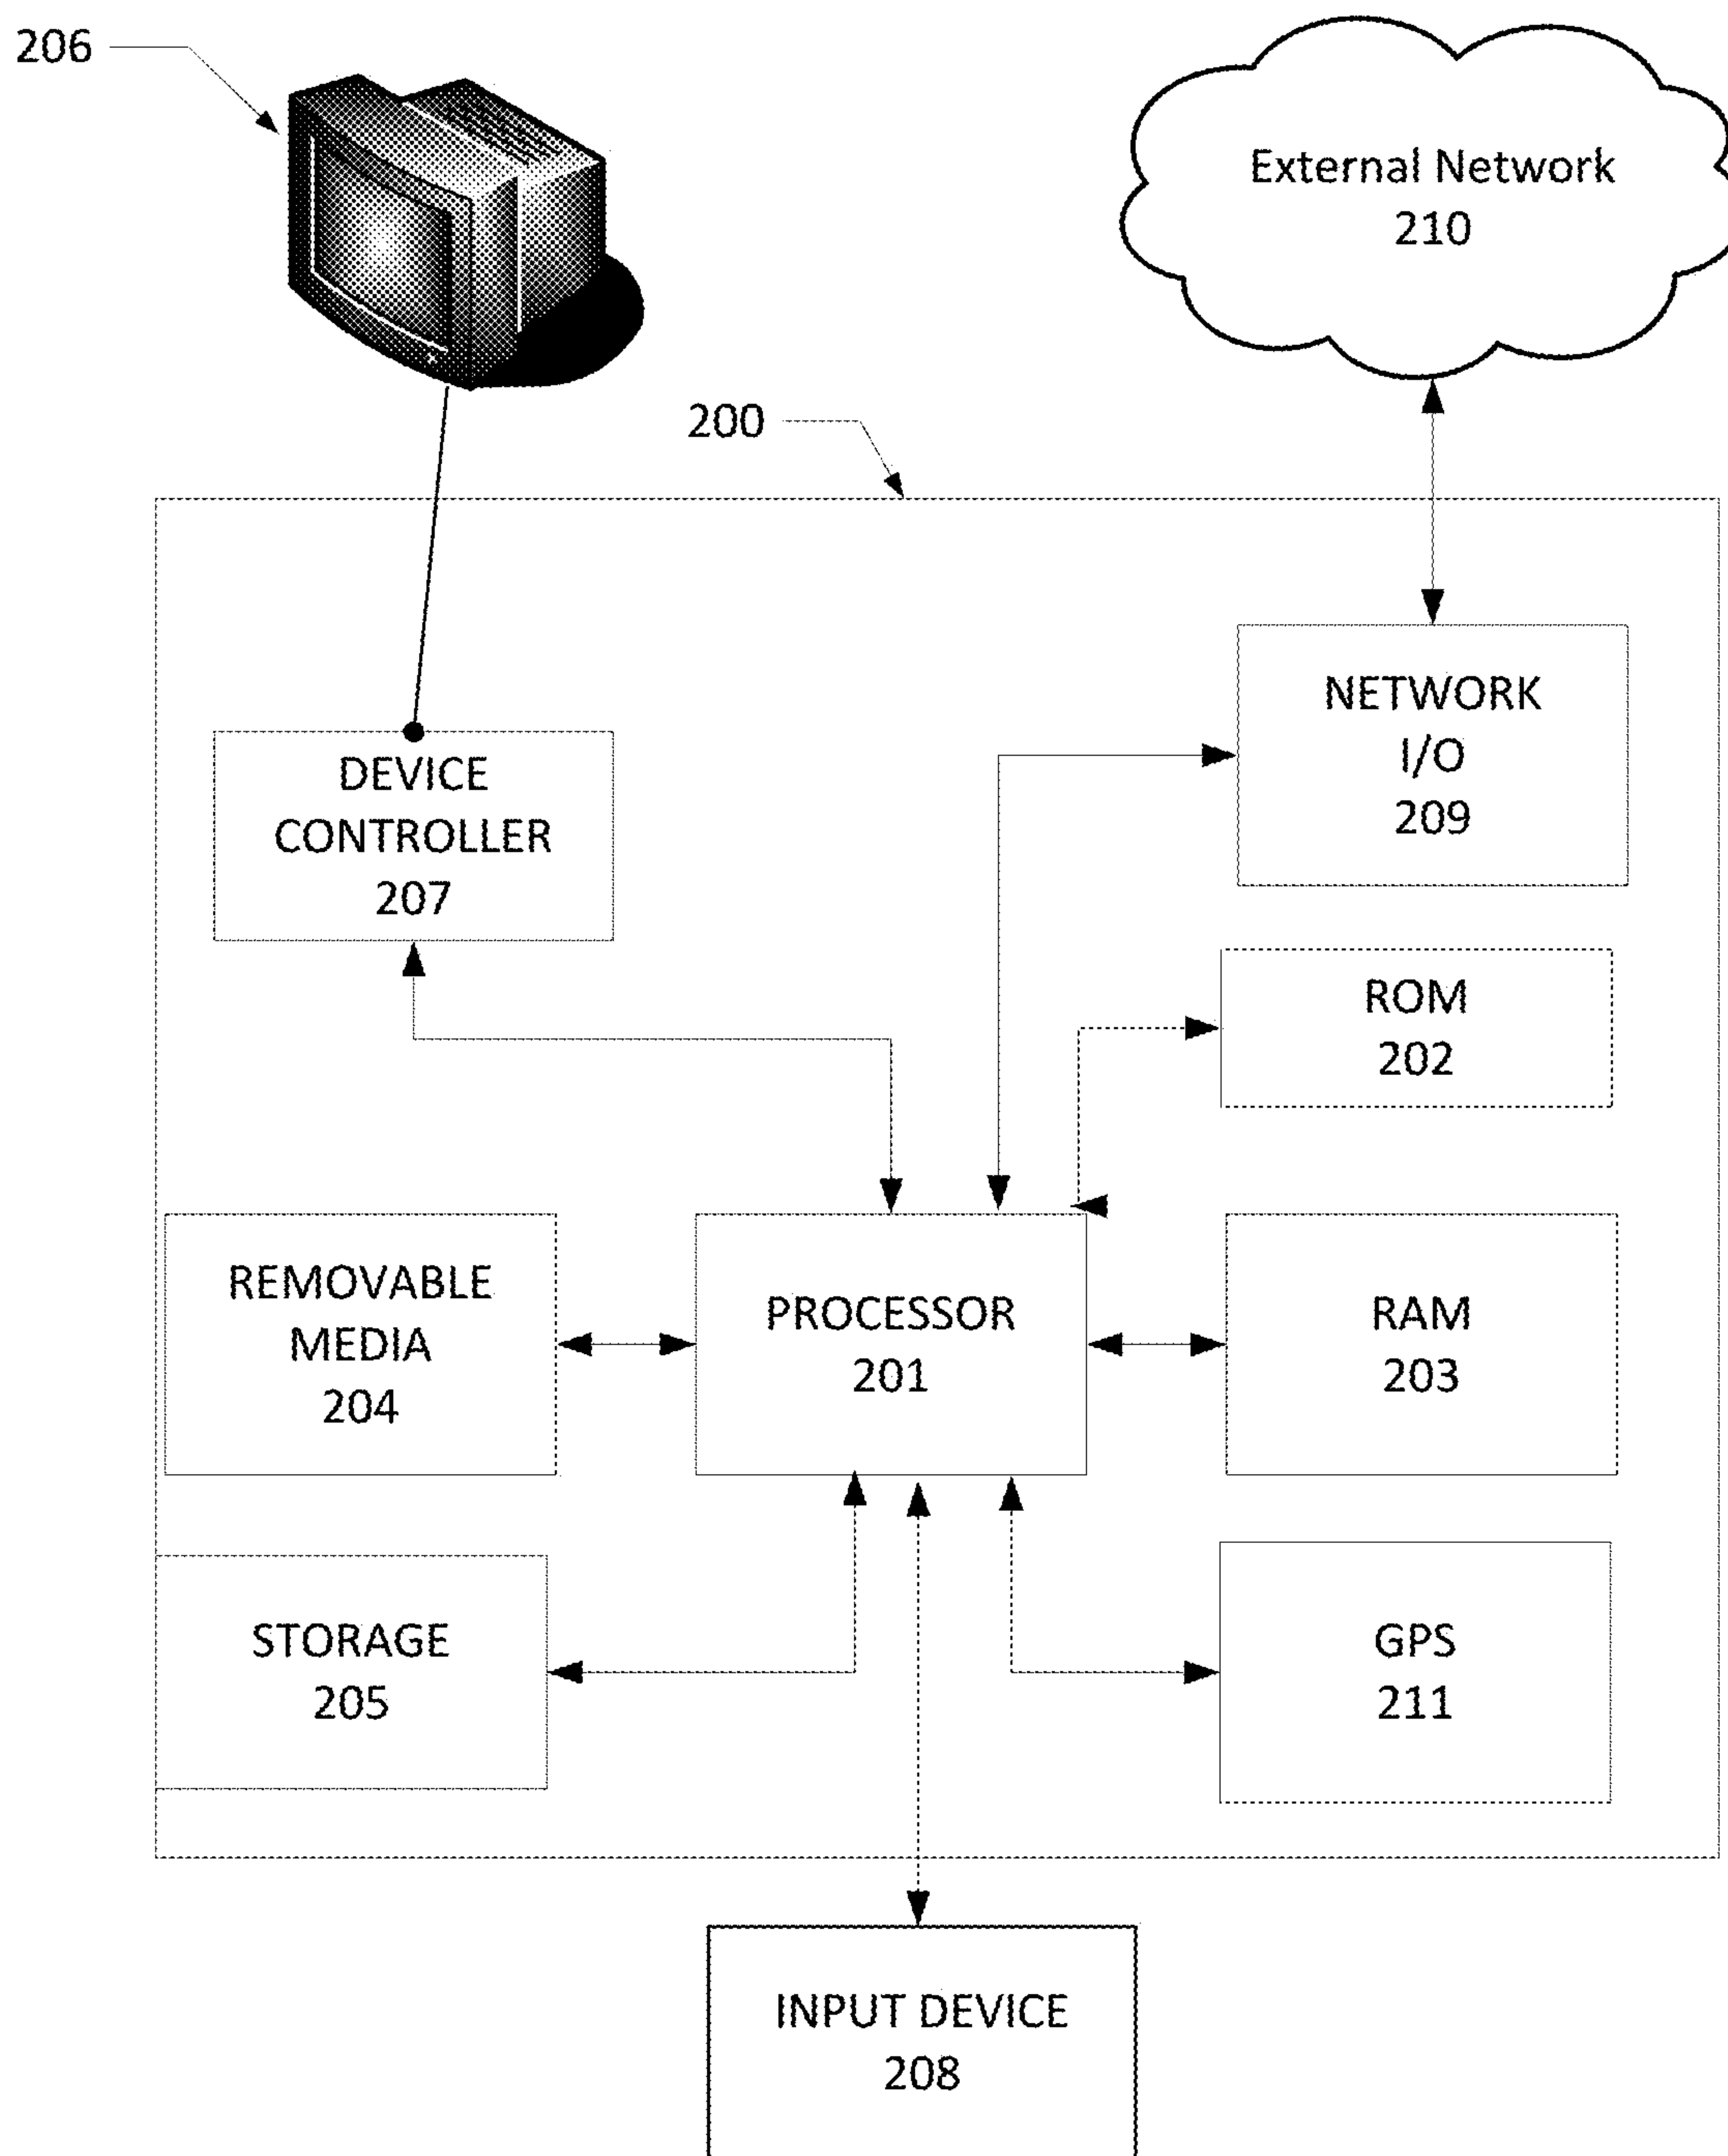 206
External Network
210
200
NETWORK
I/O
209
DEVICE
CONTROLLER
207
ROM
202
REMOVABLE
MEDIA
204
PROCESSOR
201
RAM
203
STORAGE
205
GPS
211
INPUT DEVICE
208